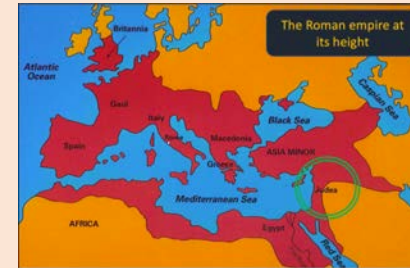 The Roman empire at
its height
Britannia
Atlantic
Ocean
Gaul
Caspian Sea
Black Sea
Italy
Rome
Macedonia
Spain
ASIA MINOR
Greece
Judea
Mediterranean Sea
AFRICA
Egypt
Red Sea